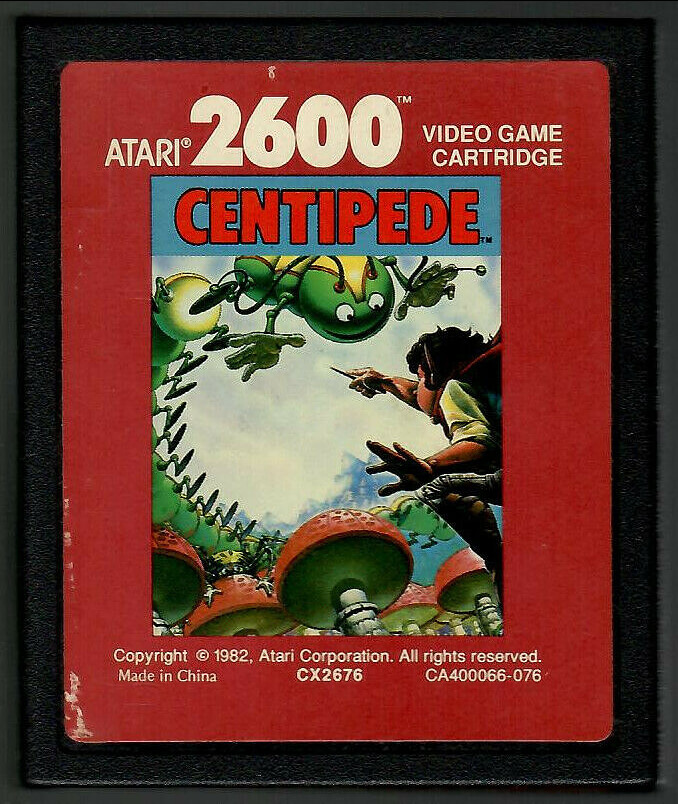 8
ATARI® 2600™ VIDEO GAME
CARTRIDGE
CENTIPEDE™
Copyright © 1982, Atari Corporation. All rights reserved.
Made in China CX2676 CA400066-076